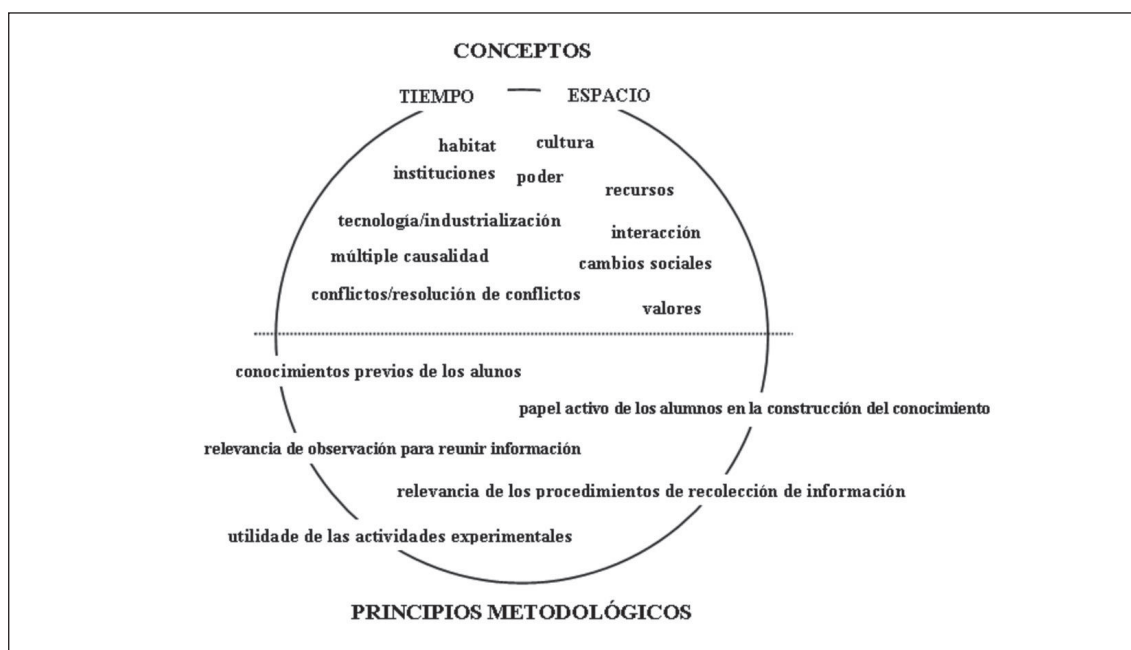 CONCEPTOS
TIEMPO
ESPACIO
habitat
cultura
instituciones
poder
recursos
tecnología/industrialización
interacción
múltiple causalidad
cambios sociales
conflictos/resolución de conflictos
valores
conocimientos previos de los alunos
papel activo de los alumnos en la construcción del conocimiento
relevancia de observación para reunir información
relevancia de los procedimientos de recolección de información
utilidade de las actividades experimentales
PRINCIPIOS METODOLÓGICOS